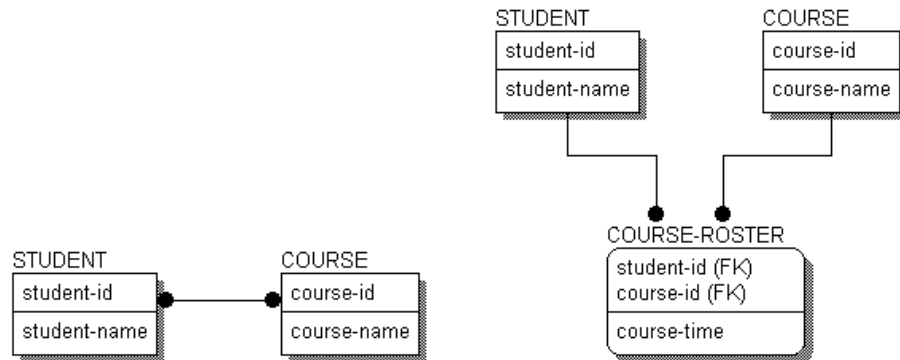 STUDENT
student-id
student-name
COURSE
course-id
course-name
STUDENT
student-id
student-name
COURSE
course-id
course-name
COURSE-ROSTER
student-id (FK)
course-id (FK)
course-time